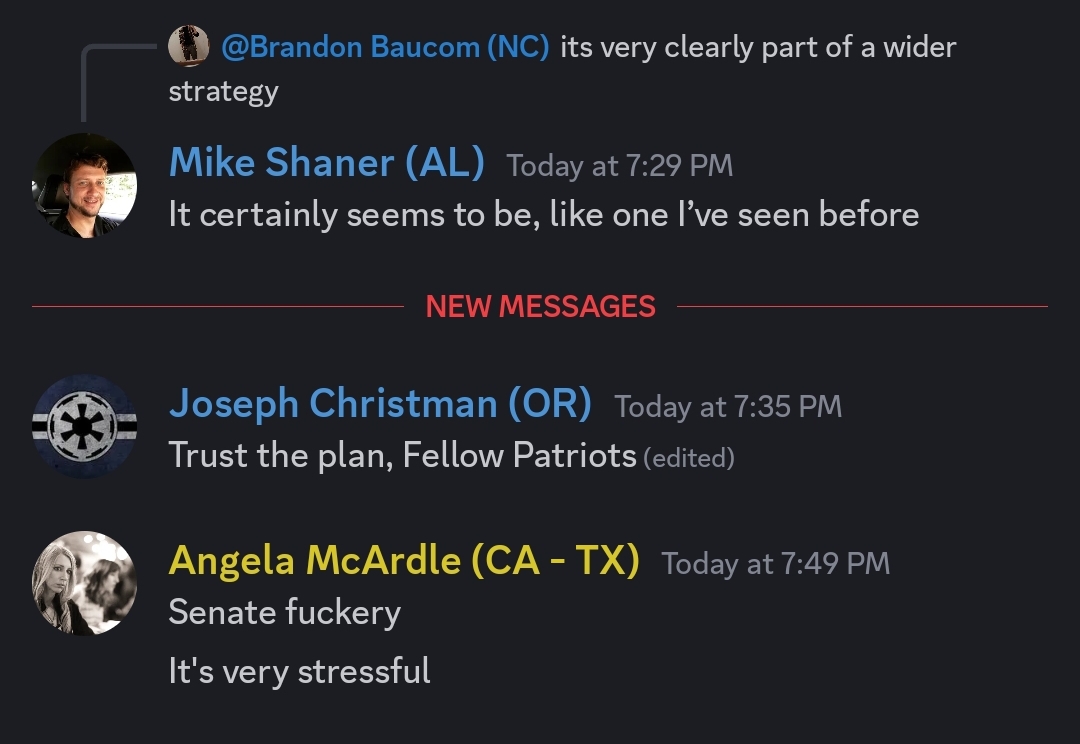 @Brandon Baucom (NC) its very clearly part of a wider
strategy
Mike Shaner (AL) Today at 7:29 PM
It certainly seems to be, like one I’ve seen before
NEW MESSAGES
Joseph Christman (OR) Today at 7:35 PM
Trust the plan, Fellow Patriots (edited)
Angela McArdle (CA - TX) Today at 7:49 PM
Senate fuckery
It's very stressful